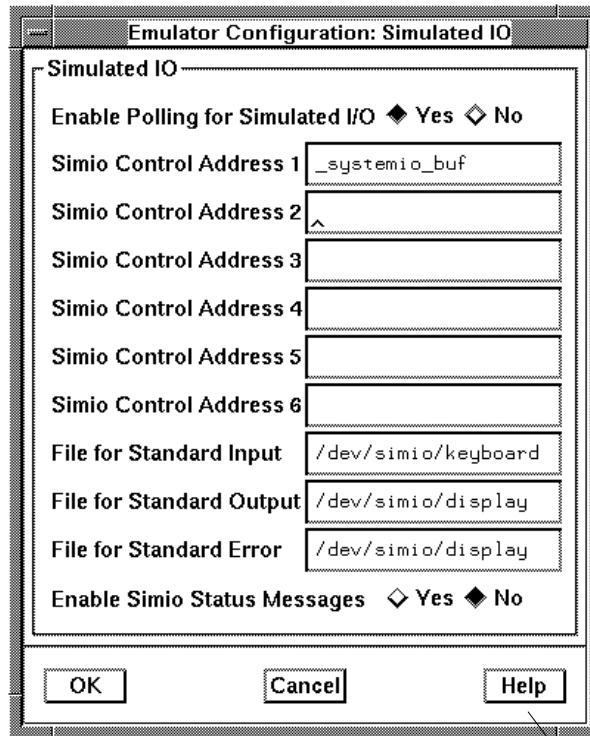 Emulator Configuration: Simulated IO
Simulated IO
Enable Polling for Simulated I/O Yes No
Simio Control Address 1 _systemio_buf
Simio Control Address 2
Simio Control Address 3
Simio Control Address 4
Simio Control Address 5
Simio Control Address 6
File for Standard Input /dev/simio/keyboard
File for Standard Output /dev/simio/display
File for Standard Error /dev/simio/display
Enable Simio Status Messages Yes No
OK Cancel Help